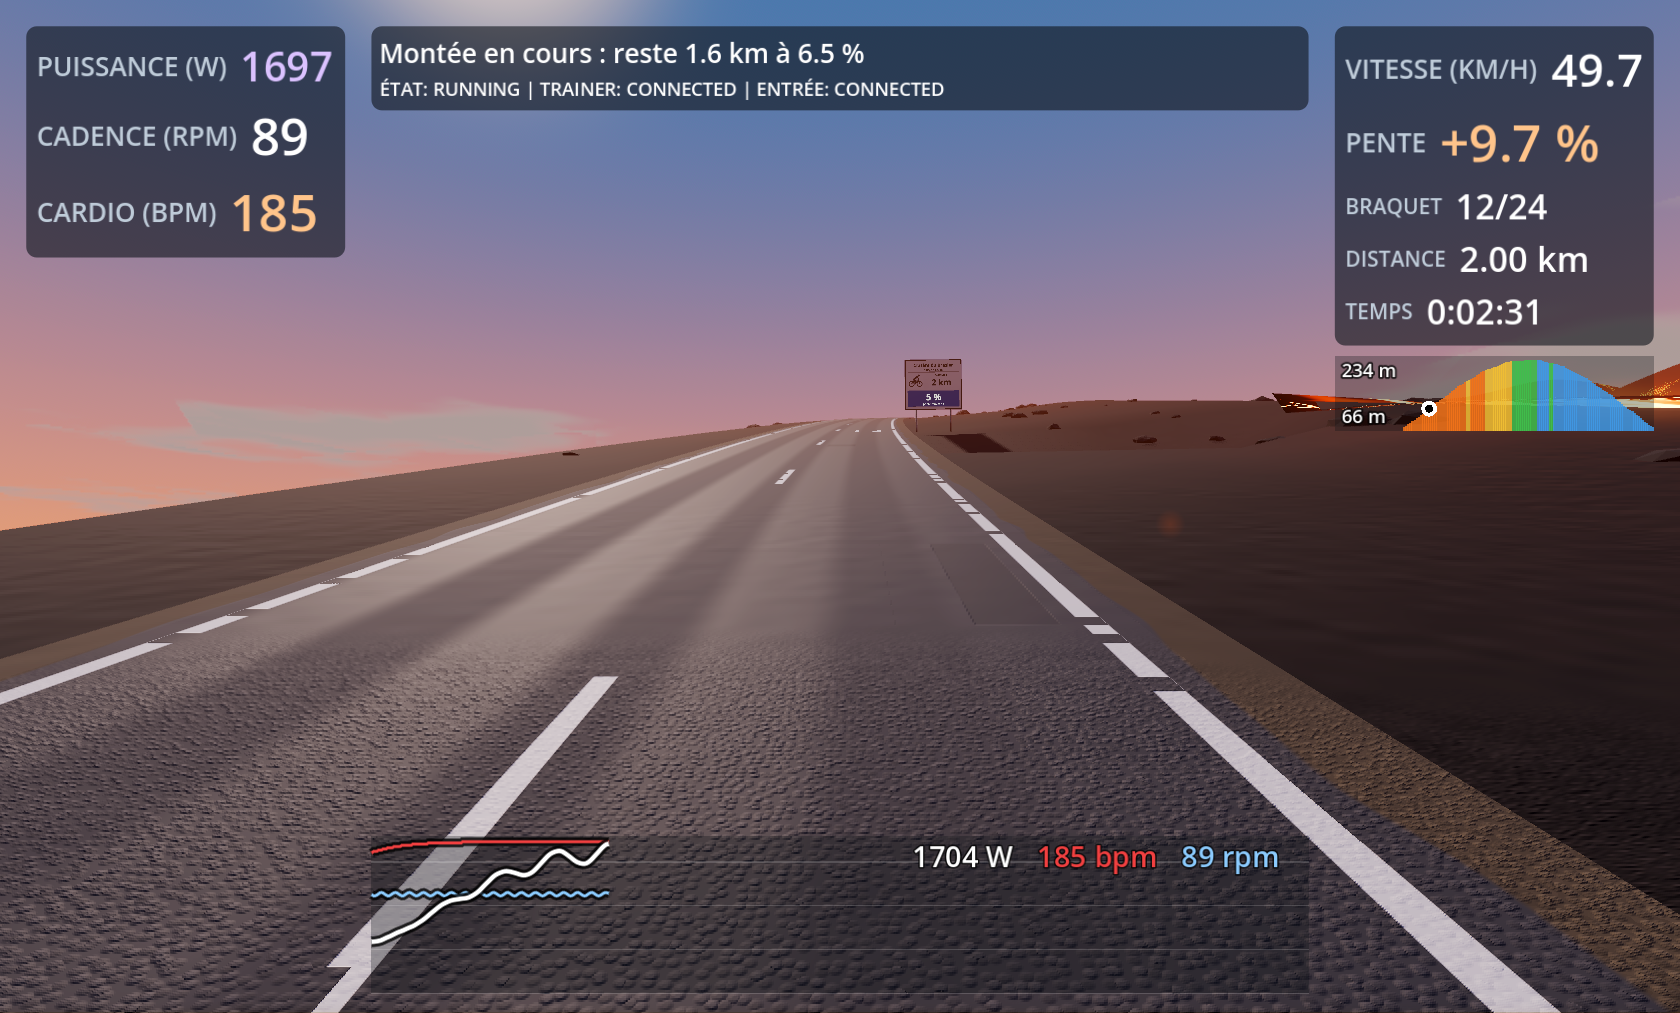 PUISSANCE (W) 1697
CADENCE (RPM) 89
CARDIO (BPM) 185
Montée en cours : reste 1.6 km à 6.5 %
ÉTAT: RUNNING | TRAINER: CONNECTED | ENTRÉE: CONNECTED
VITESSE (KM/H) 49.7
PENTE +9.7 %
BRAQUET 12/24
DISTANCE 2.00 km
TEMPS 0:02:31
234 m
66 m
2 km
5 %
1704 W 185 bpm 89 rpm